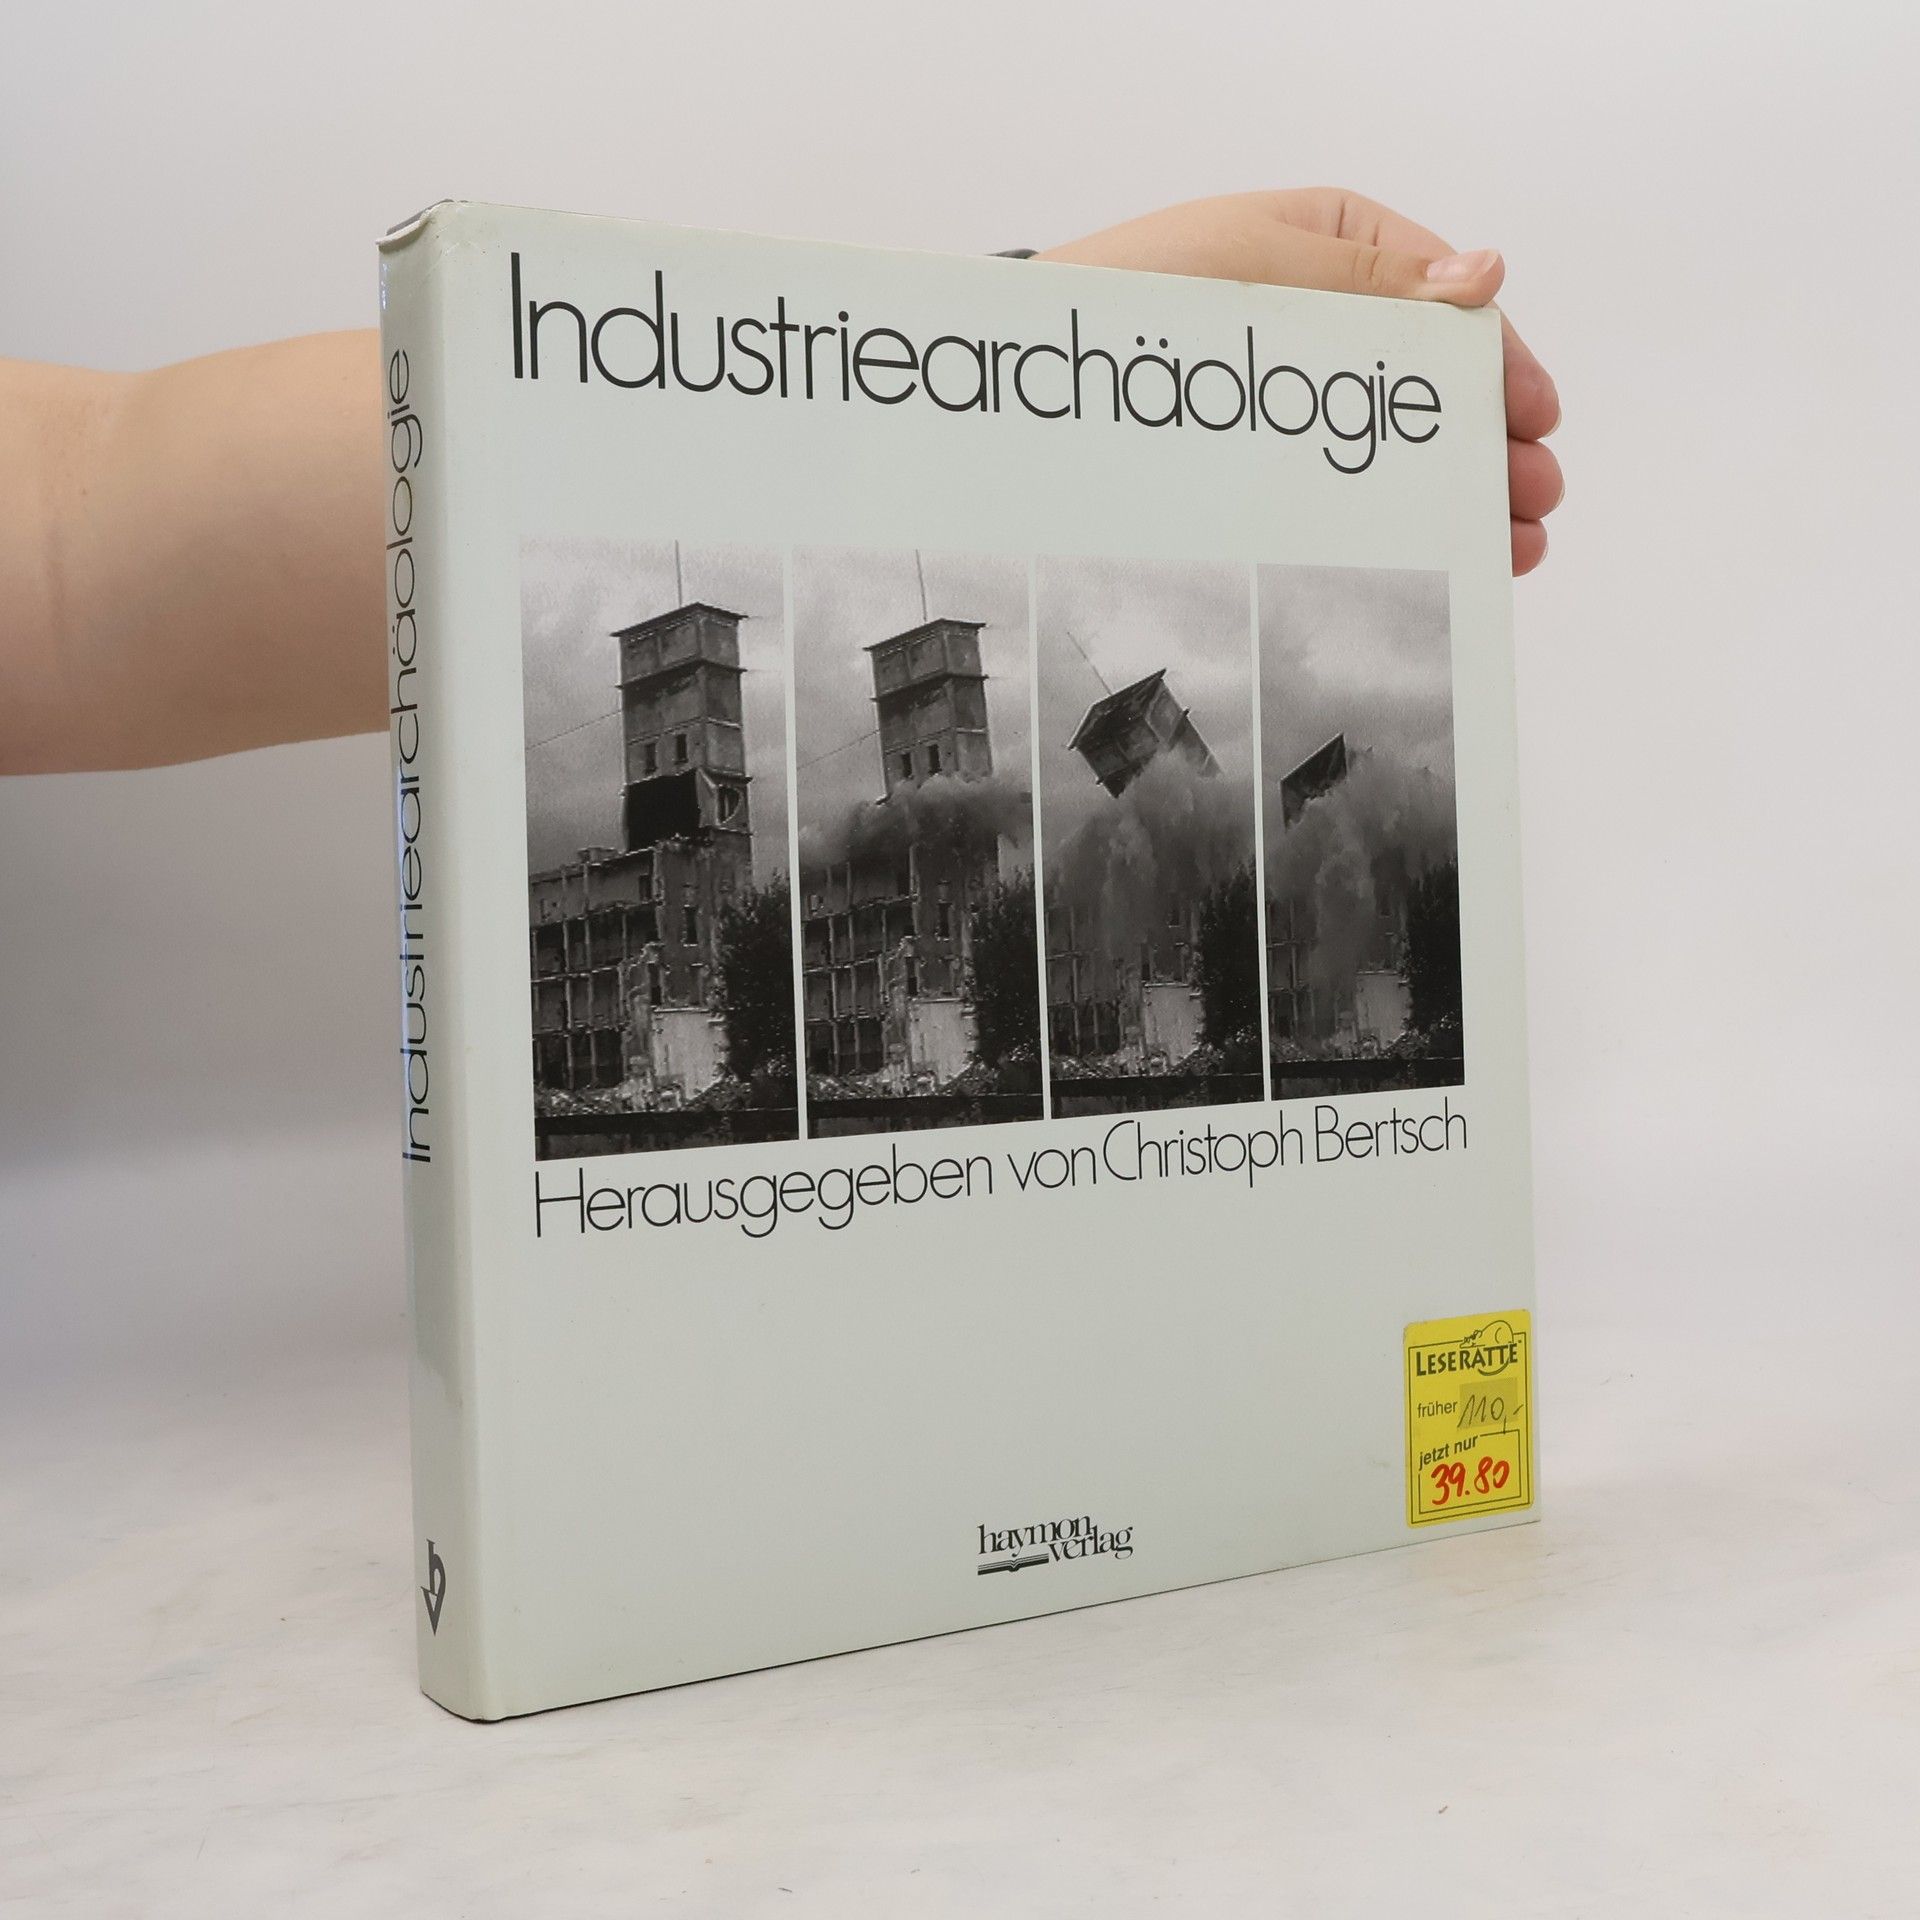 Industriearchäologie
Industriearchäologie
Herausgegeben von Christoph Bertsch
LESERATTE
früher 110,-
jetzt nur
39.80
haymon
verlag
h